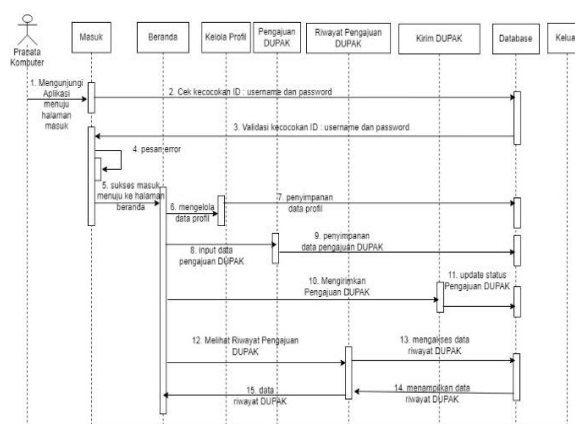 Pranata
Komputer
Masuk
Beranda
Kelola Profil
Pengajuan
DUPAK
Riwayat Pengajuan
DUPAK
Kirim DUPAK
Database
Kelua
1. Mengunjungi
Aplikasi
menuju
halaman
masuk
2. Cek kecocokan ID : username dan password
3. Validasi kecocokan ID : username dan password
4. pesan error
5. sukses masuk
menuju ke halaman
beranda
6. mengelola
data profil
7. penyimpanan
data profil
8. input data
pengajuan DUPAK
9. penyimpanan
data pengajuan DUPAK
10. Mengirimkan
Pengajuan DUPAK
11. update status
Pengajuan DUPAK
12. Melihat Riwayat Pengajuan
DUPAK
13. mengakses data
riwayat DUPAK
14. menampilkan data
riwayat DUPAK
15. data
riwayat DUPAK